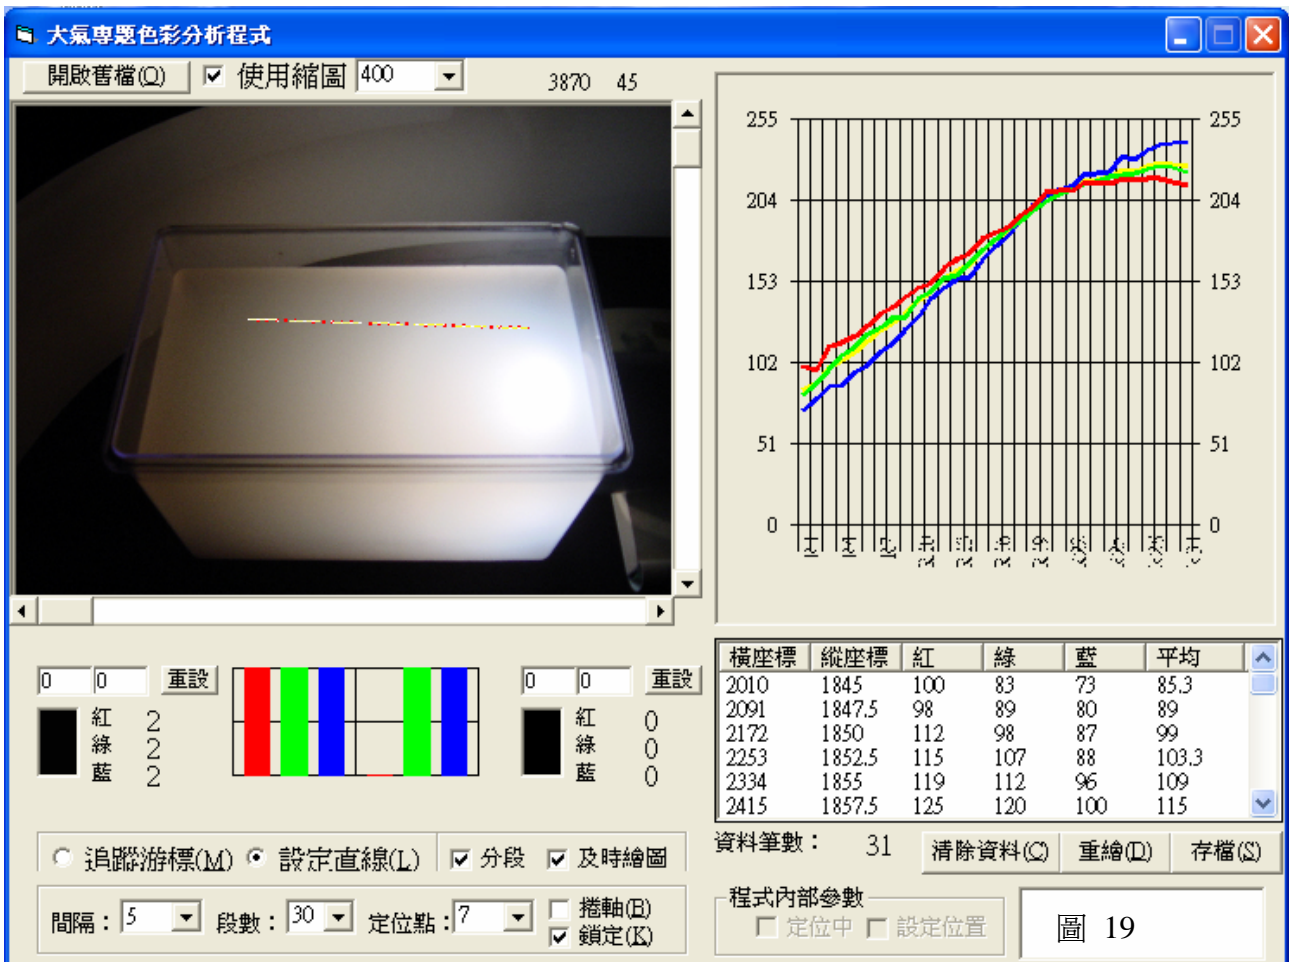 大氣專題色彩分析程式
開啟舊檔(O) 使用縮圖 400 3870 45
255 255
204 204
153 153
102 102
51 51
0 0
0 0 重設 0 0 重設
紅 2 紅 0
綠 2 綠 0
藍 2 藍 0
橫座標 縱座標 紅 綠 藍 平均
2010 1845 100 83 73 85.3
2091 1847.5 98 89 80 89
2172 1850 112 98 87 99
2253 1852.5 115 107 88 103.3
2334 1855 119 112 96 109
2415 1857.5 125 120 100 115
資料筆數： 31 清除資料(C) 重繪(D) 存檔(S)
追蹤游標(M) 設定直線(L) 分段 及時繪圖
間隔： 5 段數： 30 定位點： 7 捲軸(B)
鎖定(K)
程式內部參數
定位中 設定位置
圖 19